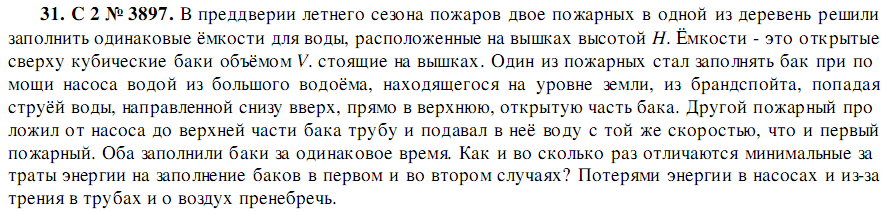 31. С 2 № 3897. В преддверии летнего сезона пожаров двое пожарных в одной из деревень решили
заполнить одинаковые ёмкости для воды, расположенные на вышках высотой H. Ёмкости - это открытые
сверху кубические баки объёмом V. стоящие на вышках. Один из пожарных стал заполнять бак при по
мощи насоса водой из большого водоёма, находящегося на уровне земли, из брандспойта, попадая
струёй воды, направленной снизу вверх, прямо в верхнюю, открытую часть бака. Другой пожарный про
ложил от насоса до верхней части бака трубу и подавал в неё воду с той же скоростью, что и первый
пожарный. Оба заполнили баки за одинаковое время. Как и во сколько раз отличаются минимальные за
траты энергии на заполнение баков в первом и во втором случаях? Потерями энергии в насосах и из-за
трения в трубах и о воздух пренебречь.